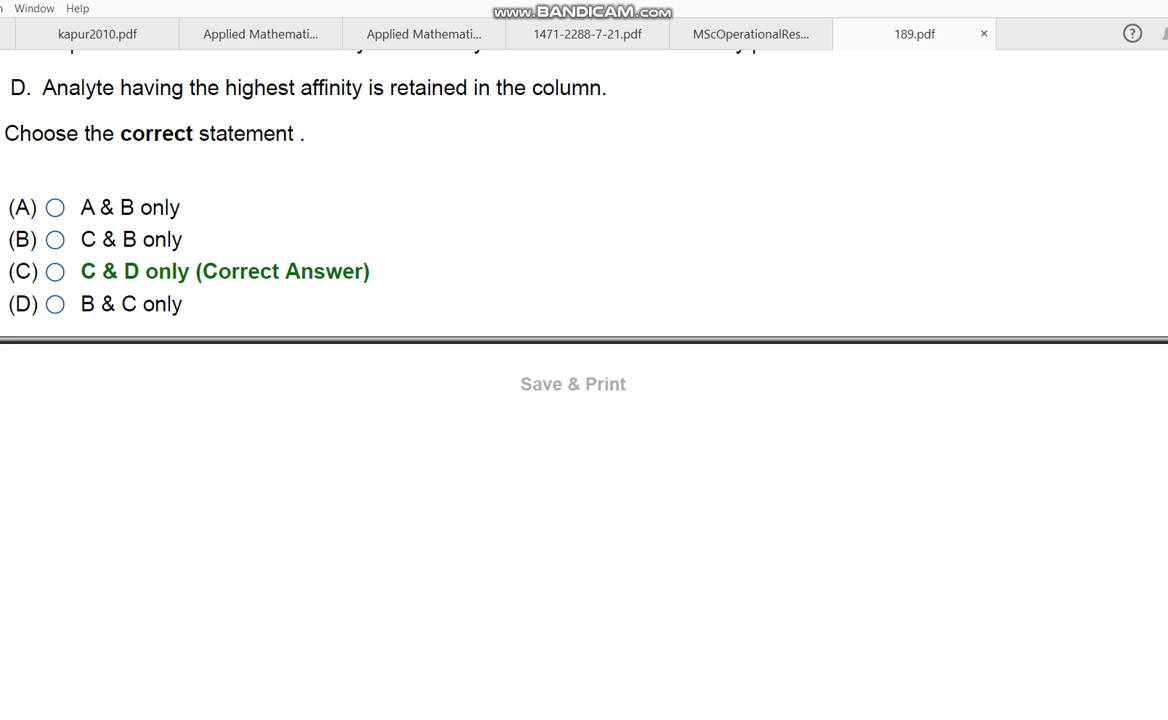 Window Help
www.BANDICAM.COM
kapur2010.pdf Applied Mathemati... Applied Mathemati... 1471-2288-7-21.pdf MScOperationalRes... 189.pdf × ?
D. Analyte having the highest affinity is retained in the column.
Choose the correct statement .
(A) A & B only
(B) C & B only
(C) C & D only (Correct Answer)
(D) B & C only
Save & Print